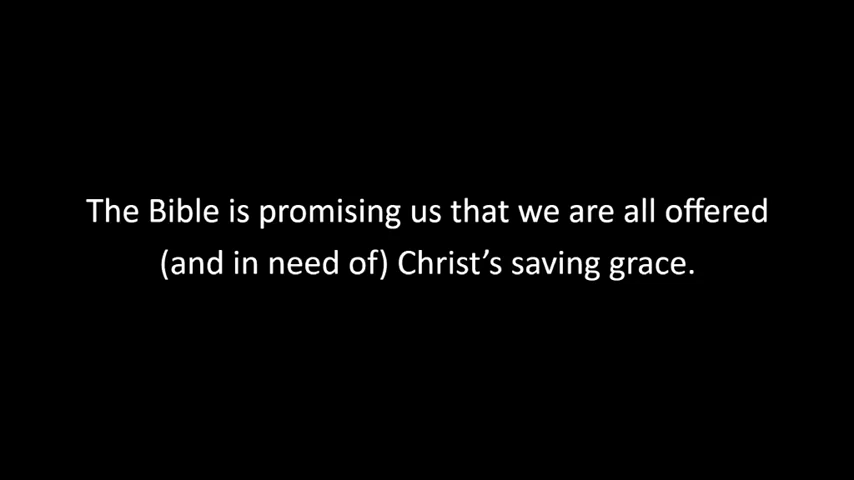 The Bible is promising us that we are all offered
(and in need of) Christ’s saving grace.